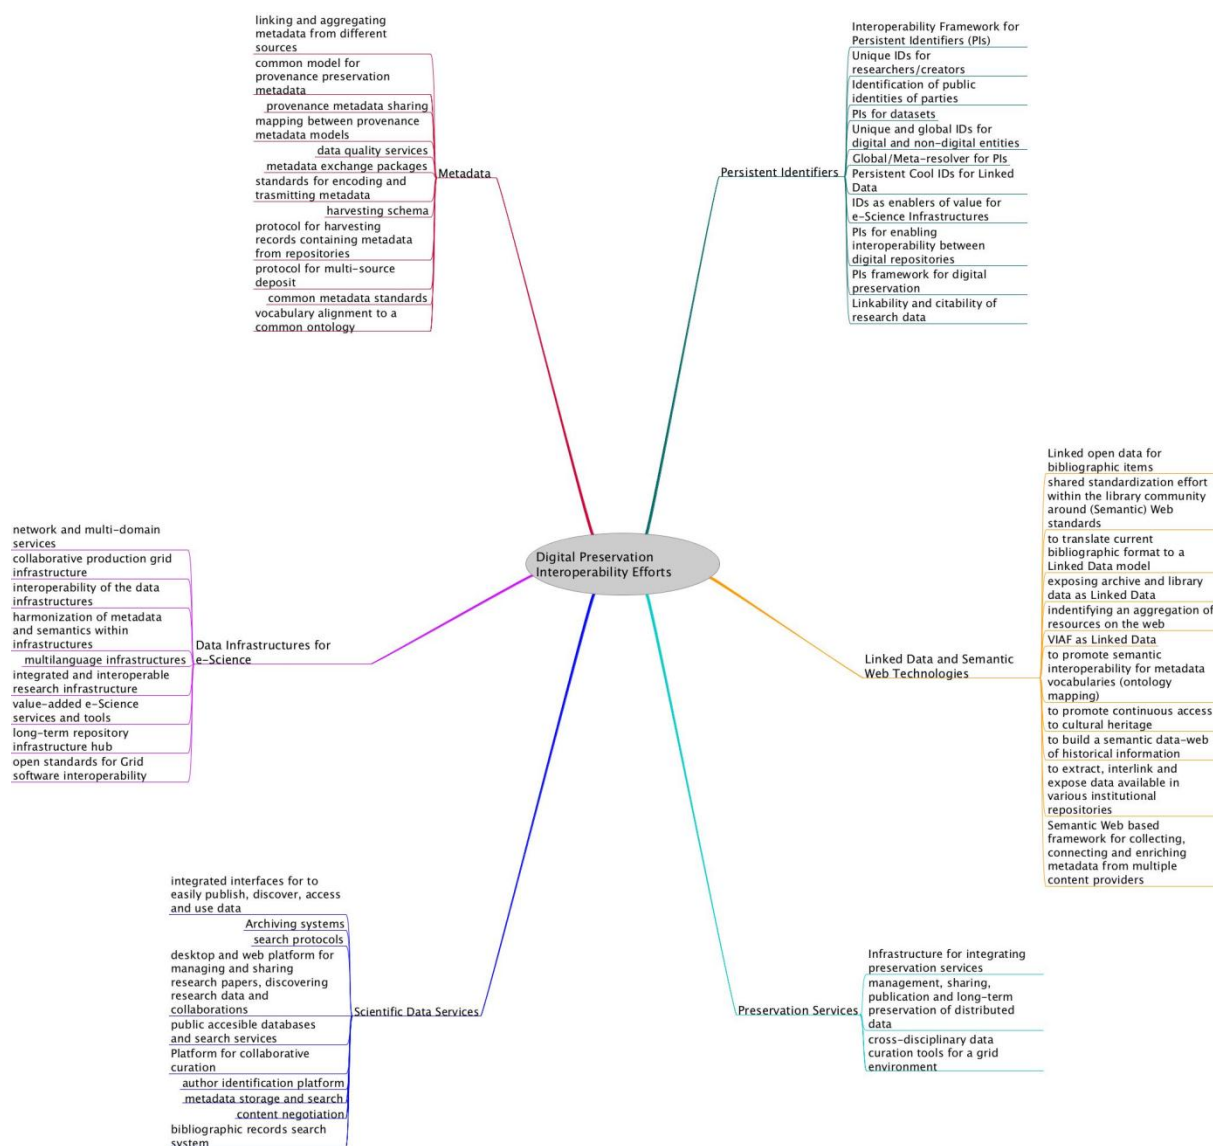 linking and aggregating
metadata from different
sources
common model for
provenance preservation
metadata
provenance metadata sharing
mapping between provenance
metadata models
data quality services
metadata exchange packages
standards for encoding and
trasmitting metadata
harvesting schema
protocol for harvesting
records containing metadata
from repositories
protocol for multi-source
deposit
common metadata standards
vocabulary alignment to a
common ontology
Metadata
Interoperability Framework for
Persistent Identifiers (PIs)
Unique IDs for
researchers/creators
Identification of public
identities of parties
PIs for datasets
Unique and global IDs for
digital and non-digital entities
Global/Meta-resolver for PIs
Persistent Cool IDs for Linked
Data
IDs as enablers of value for
e-Science Infrastructures
PIs for enabling
interoperability between
digital repositories
PIs framework for digital
preservation
Linkability and citability of
research data
Persistent Identifiers
Digital Preservation
Interoperability Efforts
network and multi-domain
services
collaborative production grid
infrastructure
interoperability of the data
infrastructures
harmonization of metadata
and semantics within
infrastructures
multilanguage infrastructures
integrated and interoperable
research infrastructure
value-added e-Science
services and tools
long-term repository
infrastructure hub
open standards for Grid
software interoperability
Data Infrastructures for
e-Science
Linked open data for
bibliographic items
shared standardization effort
within the library community
around (Semantic) Web
standards
to translate current
bibliographic format to a
Linked Data model
exposing archive and library
data as Linked Data
indentifying an aggregation of
resources on the web
VIAF as Linked Data
to promote semantic
interoperability for metadata
vocabularies (ontology
mapping)
to promote continuous access
to cultural heritage
to build a semantic data-web
of historical information
to extract, interlink and
expose data available in
various institutional
repositories
Semantic Web based
framework for collecting,
connecting and enriching
metadata from multiple
content providers
Linked Data and Semantic
Web Technologies
integrated interfaces for to
easily publish, discover, access
and use data
Archiving systems
search protocols
desktop and web platform for
managing and sharing
research papers, discovering
research data and
collaborations
public accesible databases
and search services
Platform for collaborative
curation
author identification platform
metadata storage and search
content negotiation
bibliographic records search
system
Scientific Data Services
Infrastructure for integrating
preservation services
management, sharing,
publication and long-term
preservation of distributed
data
cross-disciplinary data
curation tools for a grid
environment
Preservation Services